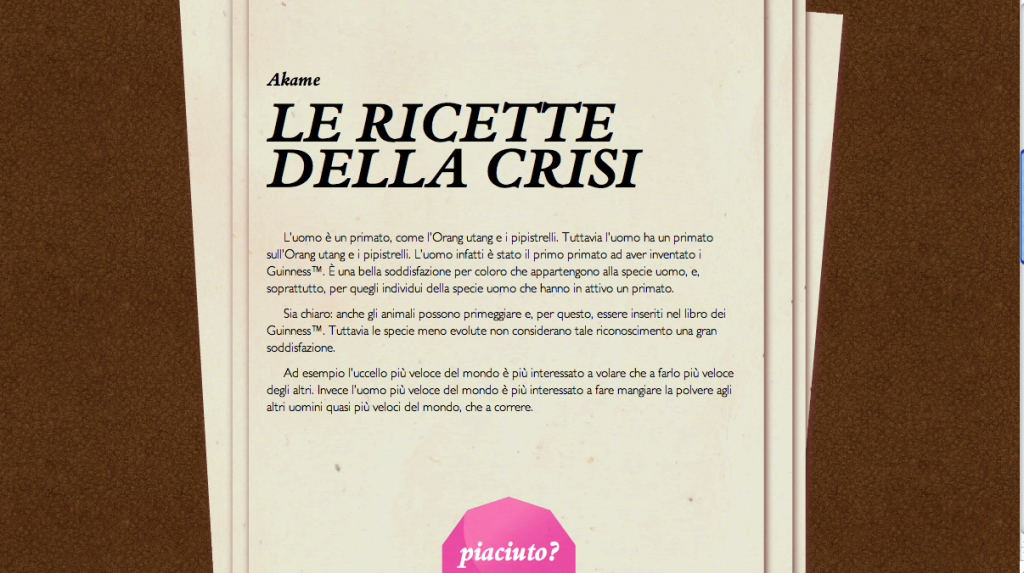 Akame
LE RICETTE
DELLA CRISI
L'uomo è un primato, come l'Orang utang e i pipistrelli. Tuttavia l'uomo ha un primato
sull'Orang utang e i pipistrelli. L'uomo infatti è stato il primo primato ad aver inventato i
Guinness™. È una bella soddisfazione per coloro che appartengono alla specie uomo, e,
soprattutto, per quegli individui della specie uomo che hanno in attivo un primato.
Sia chiaro: anche gli animali possono primeggiare e, per questo, essere inseriti nel libro dei
Guinness™. Tuttavia le specie meno evolute non considerano tale riconoscimento una gran
soddisfazione.
Ad esempio l'uccello più veloce del mondo è più interessato a volare che a farlo più veloce
degli altri. Invece l'uomo più veloce del mondo è più interessato a fare mangiare la polvere agli
altri uomini quasi più veloci del mondo, che a correre.
piaciuto?